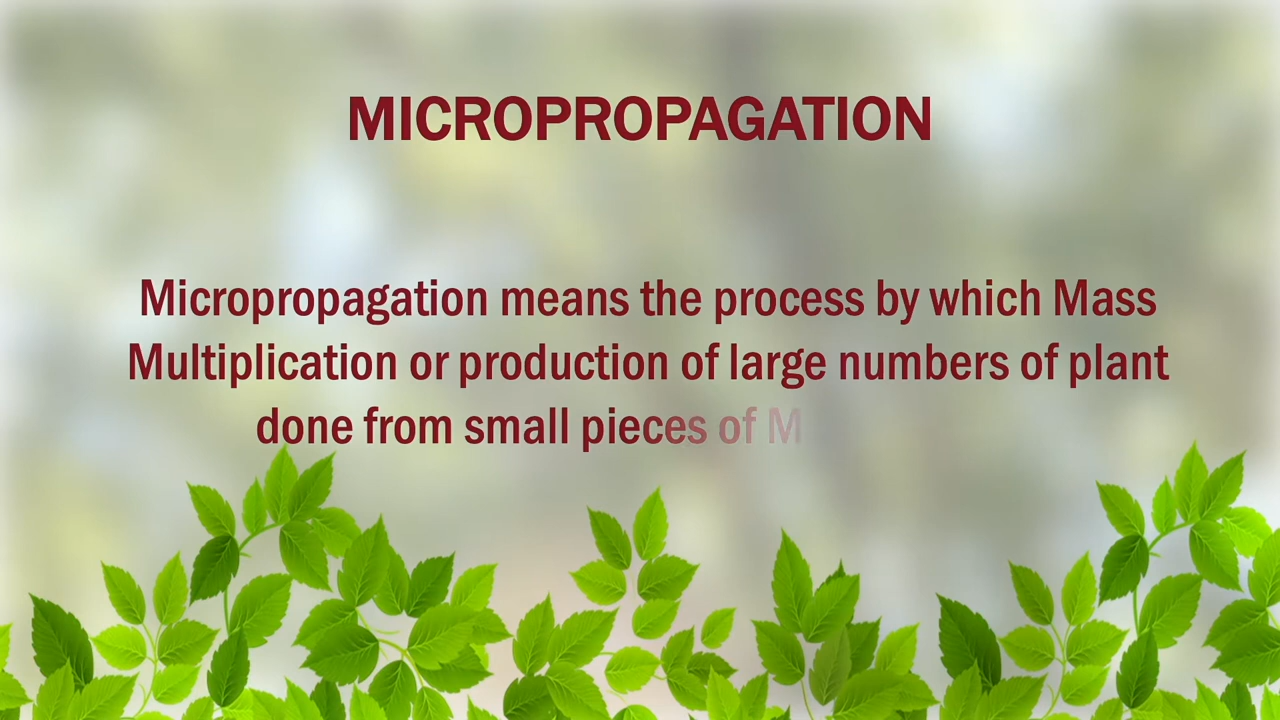 MICROPROPAGATION
Micropropagation means the process by which Mass
Multiplication or production of large numbers of plant
done from small pieces of M